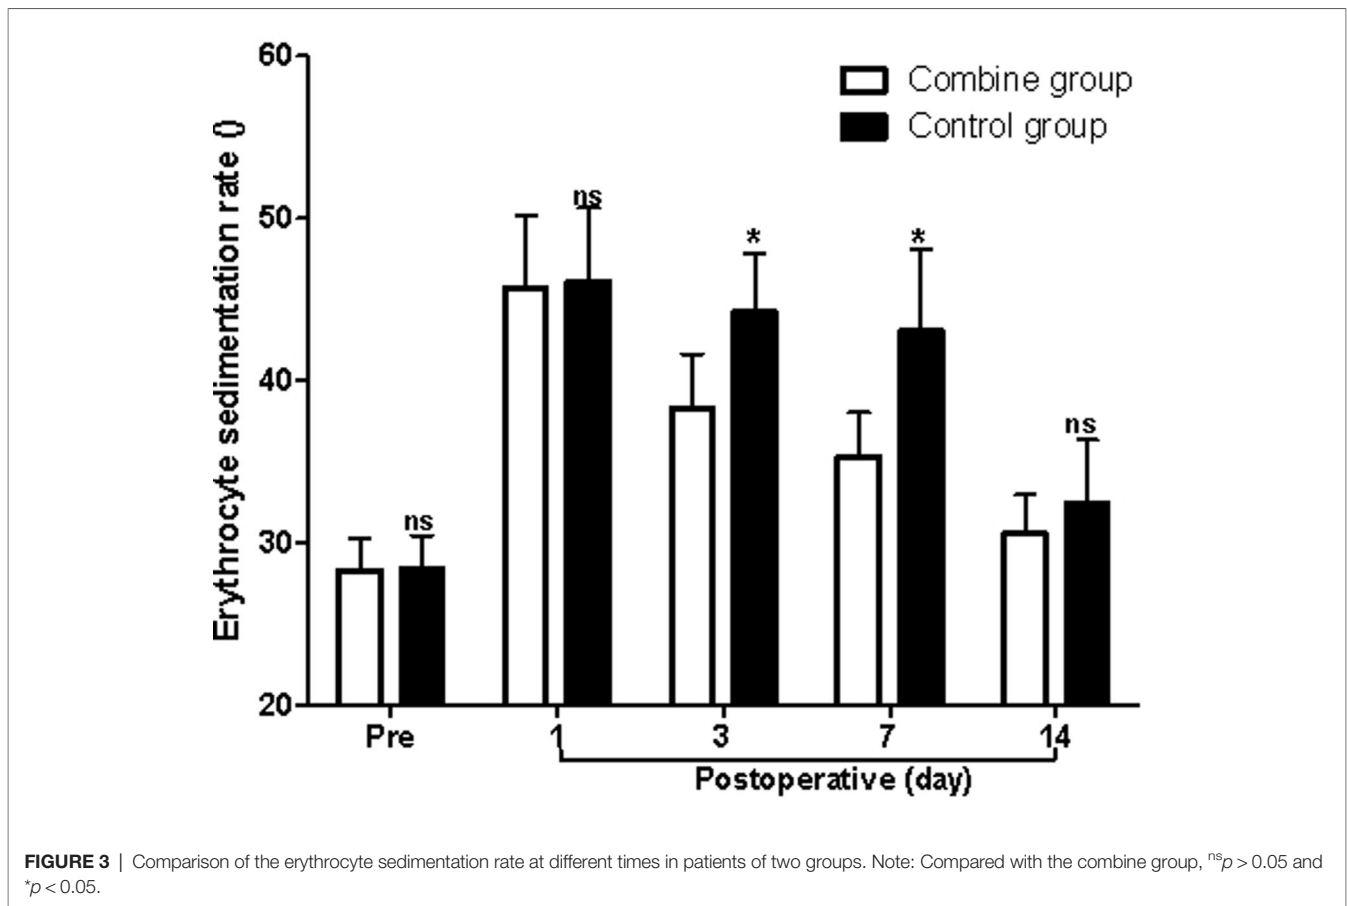 60
50
40
30
20
Erythrocyte sedimentation rate ()
Combine group
Control group
ns
ns
*
*
ns
Pre
1
3
7
14
Postoperative (day)
FIGURE 3 | Comparison of the erythrocyte sedimentation rate at different times in patients of two groups. Note: Compared with the combine group, nsp > 0.05 and
*p < 0.05.